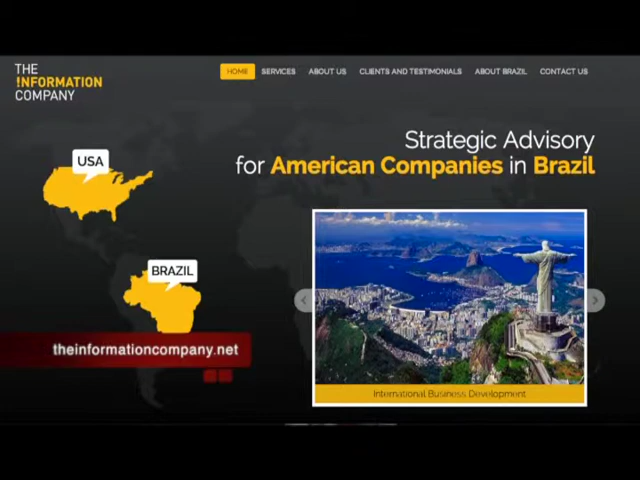 THE
!NFORMATION
COMPANY
HOME SERVICES ABOUT US CLIENTS AND TESTIMONIALS ABOUT BRAZIL CONTACT US
Strategic Advisory
for American Companies in Brazil
USA
BRAZIL
theinformationcompany.net
International Business Development